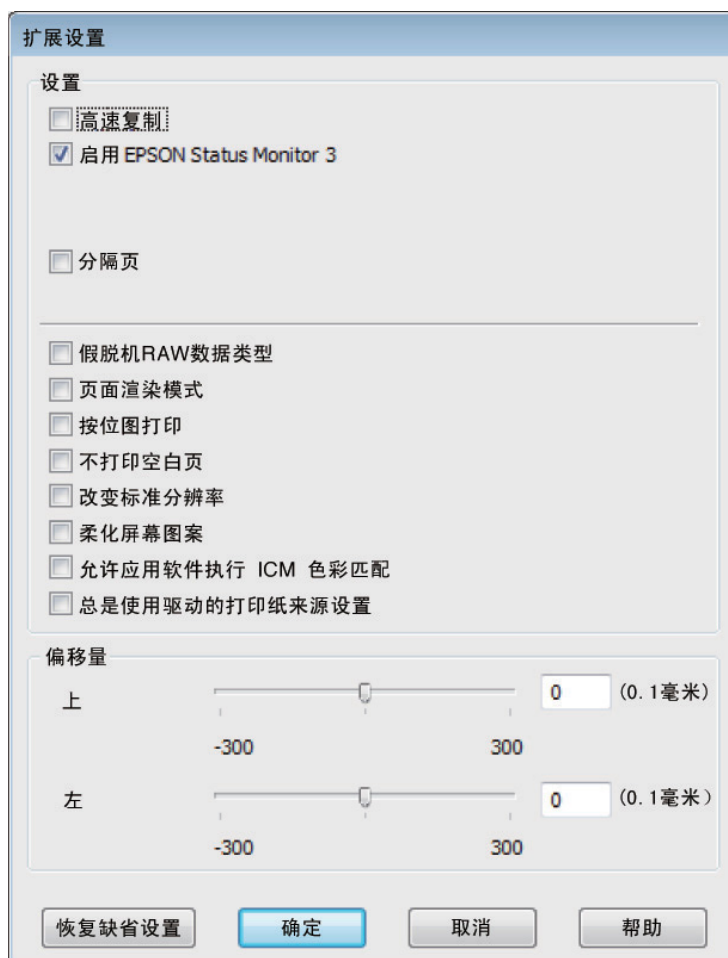 扩展设置
设置
高速复制
启用 EPSON Status Monitor 3
分隔页
假脱机RAW数据类型
页面渲染模式
按位图打印
不打印空白页
改变标准分辨率
柔化屏幕图案
允许应用软件执行 ICM 色彩匹配
总是使用驱动的打印纸来源设置
偏移量
上 0 (0.1毫米)
-300 300
左 0 (0.1毫米)
-300 300
恢复缺省设置 确定 取消 帮助